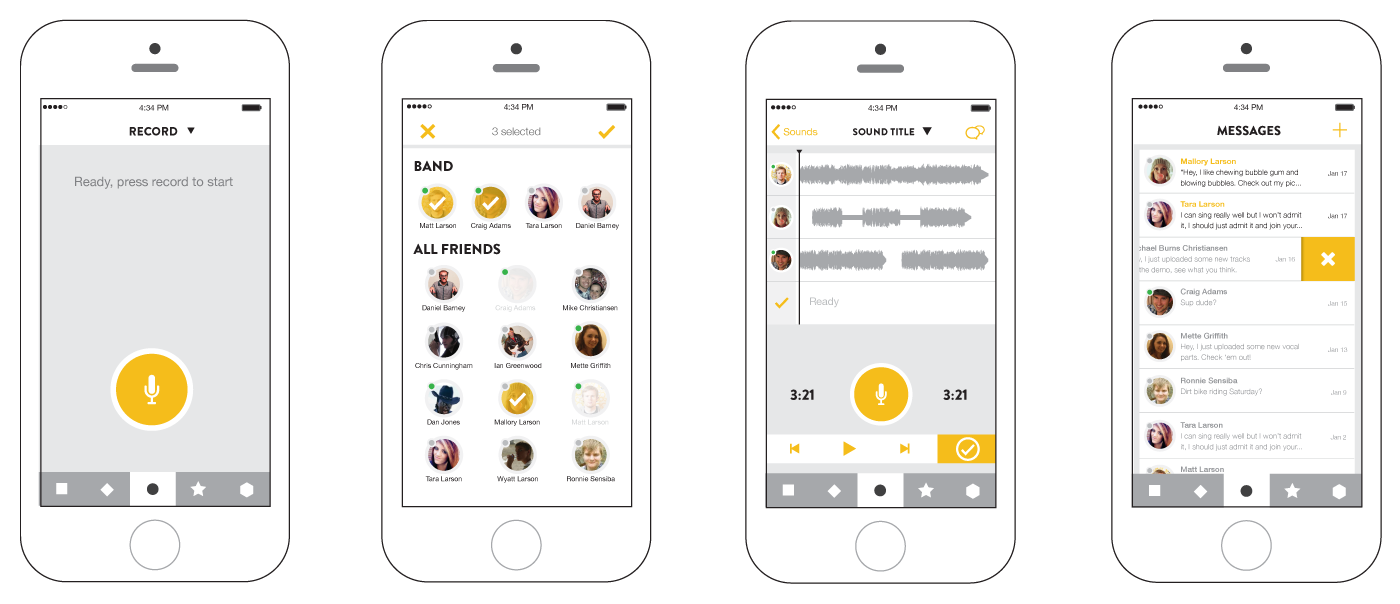 4:34 PM
RECORD
Ready, press record to start
4:34 PM
3 selected
BAND
Matt Larson
Craig Adams
Tara Larson
Daniel Barney
ALL FRIENDS
Daniel Barney
Craig Adams
Mike Christiansen
Chris Cunningham
Ian Greenwood
Mette Griffith
Dan Jones
Mallory Larson
Matt Larson
Tara Larson
Wyatt Larson
Ronnie Sensiba
4:34 PM
Sounds
SOUND TITLE
Ready
3:21
3:21
4:34 PM
MESSAGES
Mallory Larson
"Hey, I like chewing bubble gum and
blowing bubbles. Check out my pic...
Jan 17
Tara Larson
I can sing really well but I won't admit
it, I should just admit it and join your...
Jan 17
chael Burns Christiansen
, I just uploaded some new tracks
the demo, see what you think.
Jan 16
Craig Adams
Sup dude?
Jan 15
Mette Griffith
Hey, I just uploaded some new vocal
parts. Check 'em out!
Jan 13
Ronnie Sensiba
Dirt bike riding Saturday?
Jan 9
Tara Larson
I can sing really well but I won't admit
it, I should just admit it and join your...
Jan 2
Matt Larson